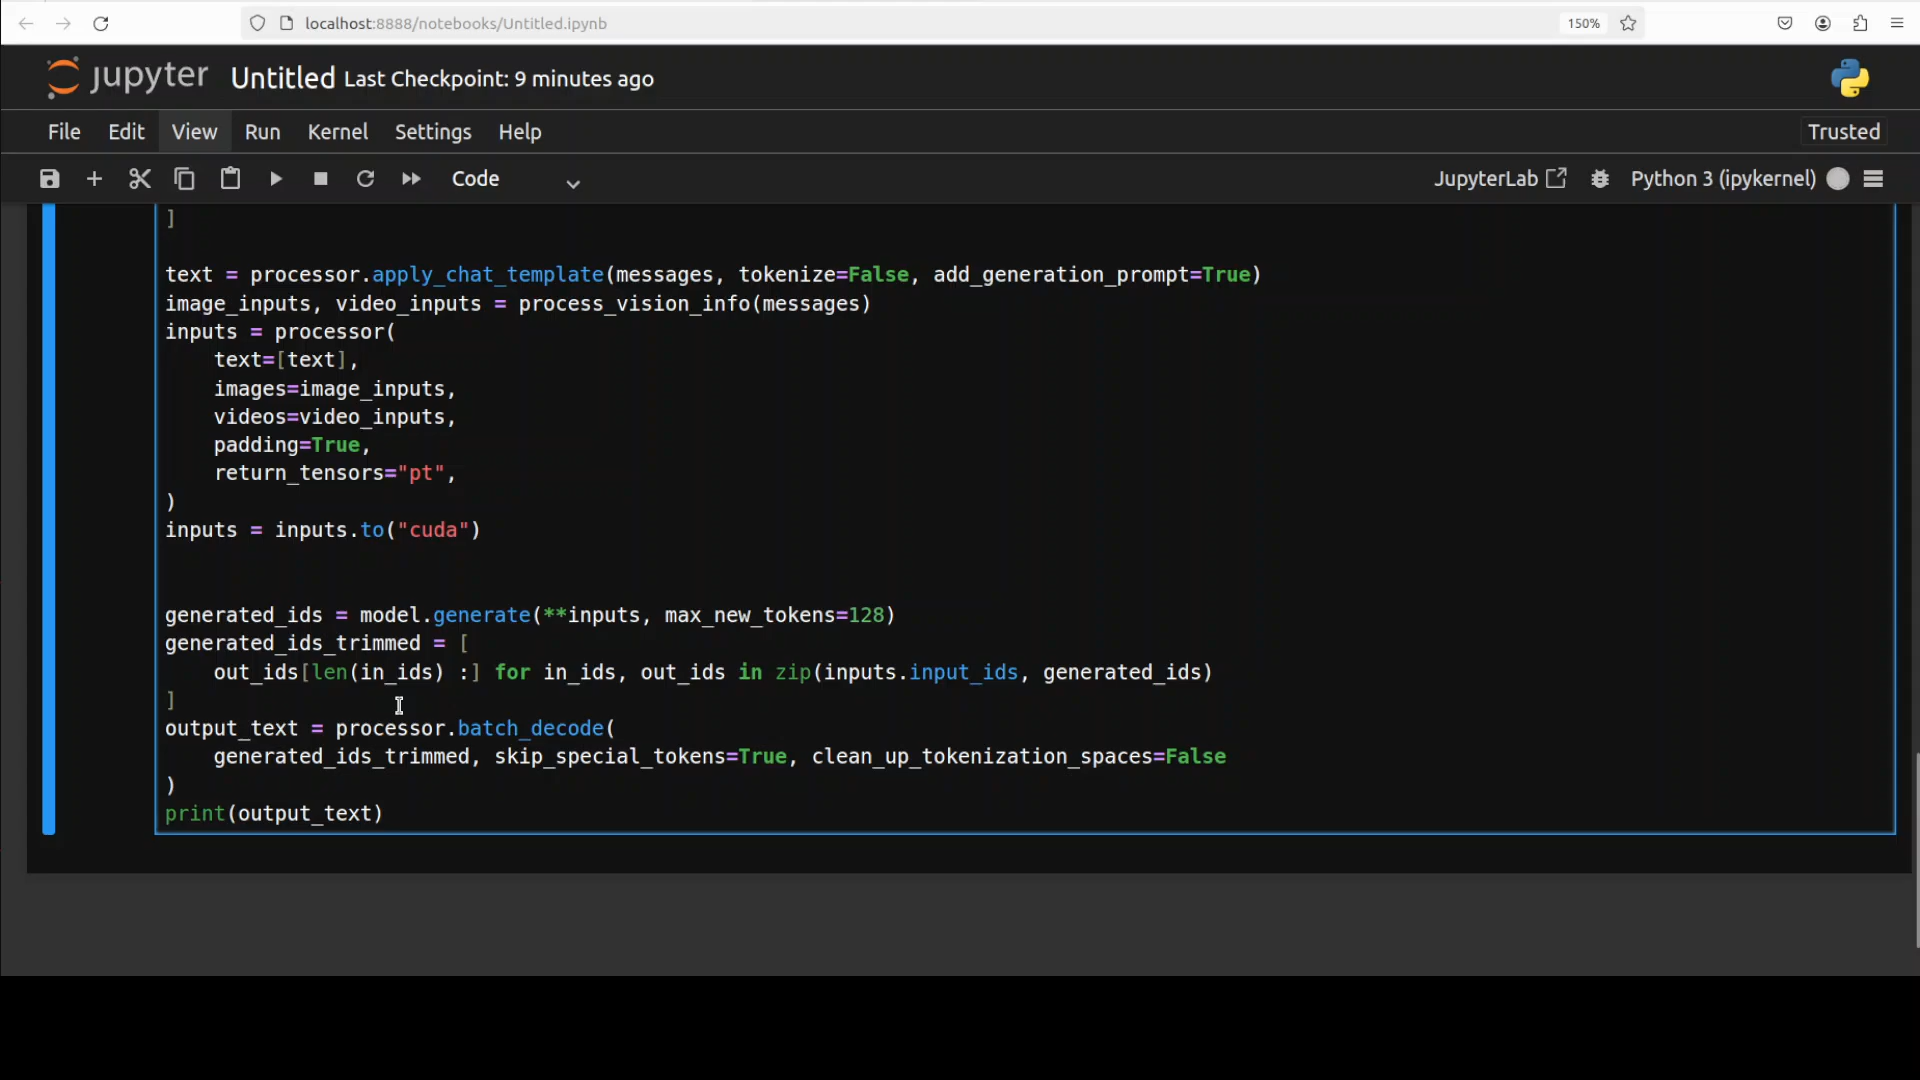 localhost:8888/notebooks/Untitled.ipynb 150%
jupyter Untitled Last Checkpoint: 9 minutes ago
File Edit View Run Kernel Settings Help Trusted
Code JupyterLab Python 3 (ipykernel)
]
text = processor.apply_chat_template(messages, tokenize=False, add_generation_prompt=True)
image_inputs, video_inputs = process_vision_info(messages)
inputs = processor(
    text=[text],
    images=image_inputs,
    videos=video_inputs,
    padding=True,
    return_tensors="pt",
)
inputs = inputs.to("cuda")
generated_ids = model.generate(**inputs, max_new_tokens=128)
generated_ids_trimmed = [
    out_ids[len(in_ids) :] for in_ids, out_ids in zip(inputs.input_ids, generated_ids)
]
output_text = processor.batch_decode(
    generated_ids_trimmed, skip_special_tokens=True, clean_up_tokenization_spaces=False
)
print(output_text)